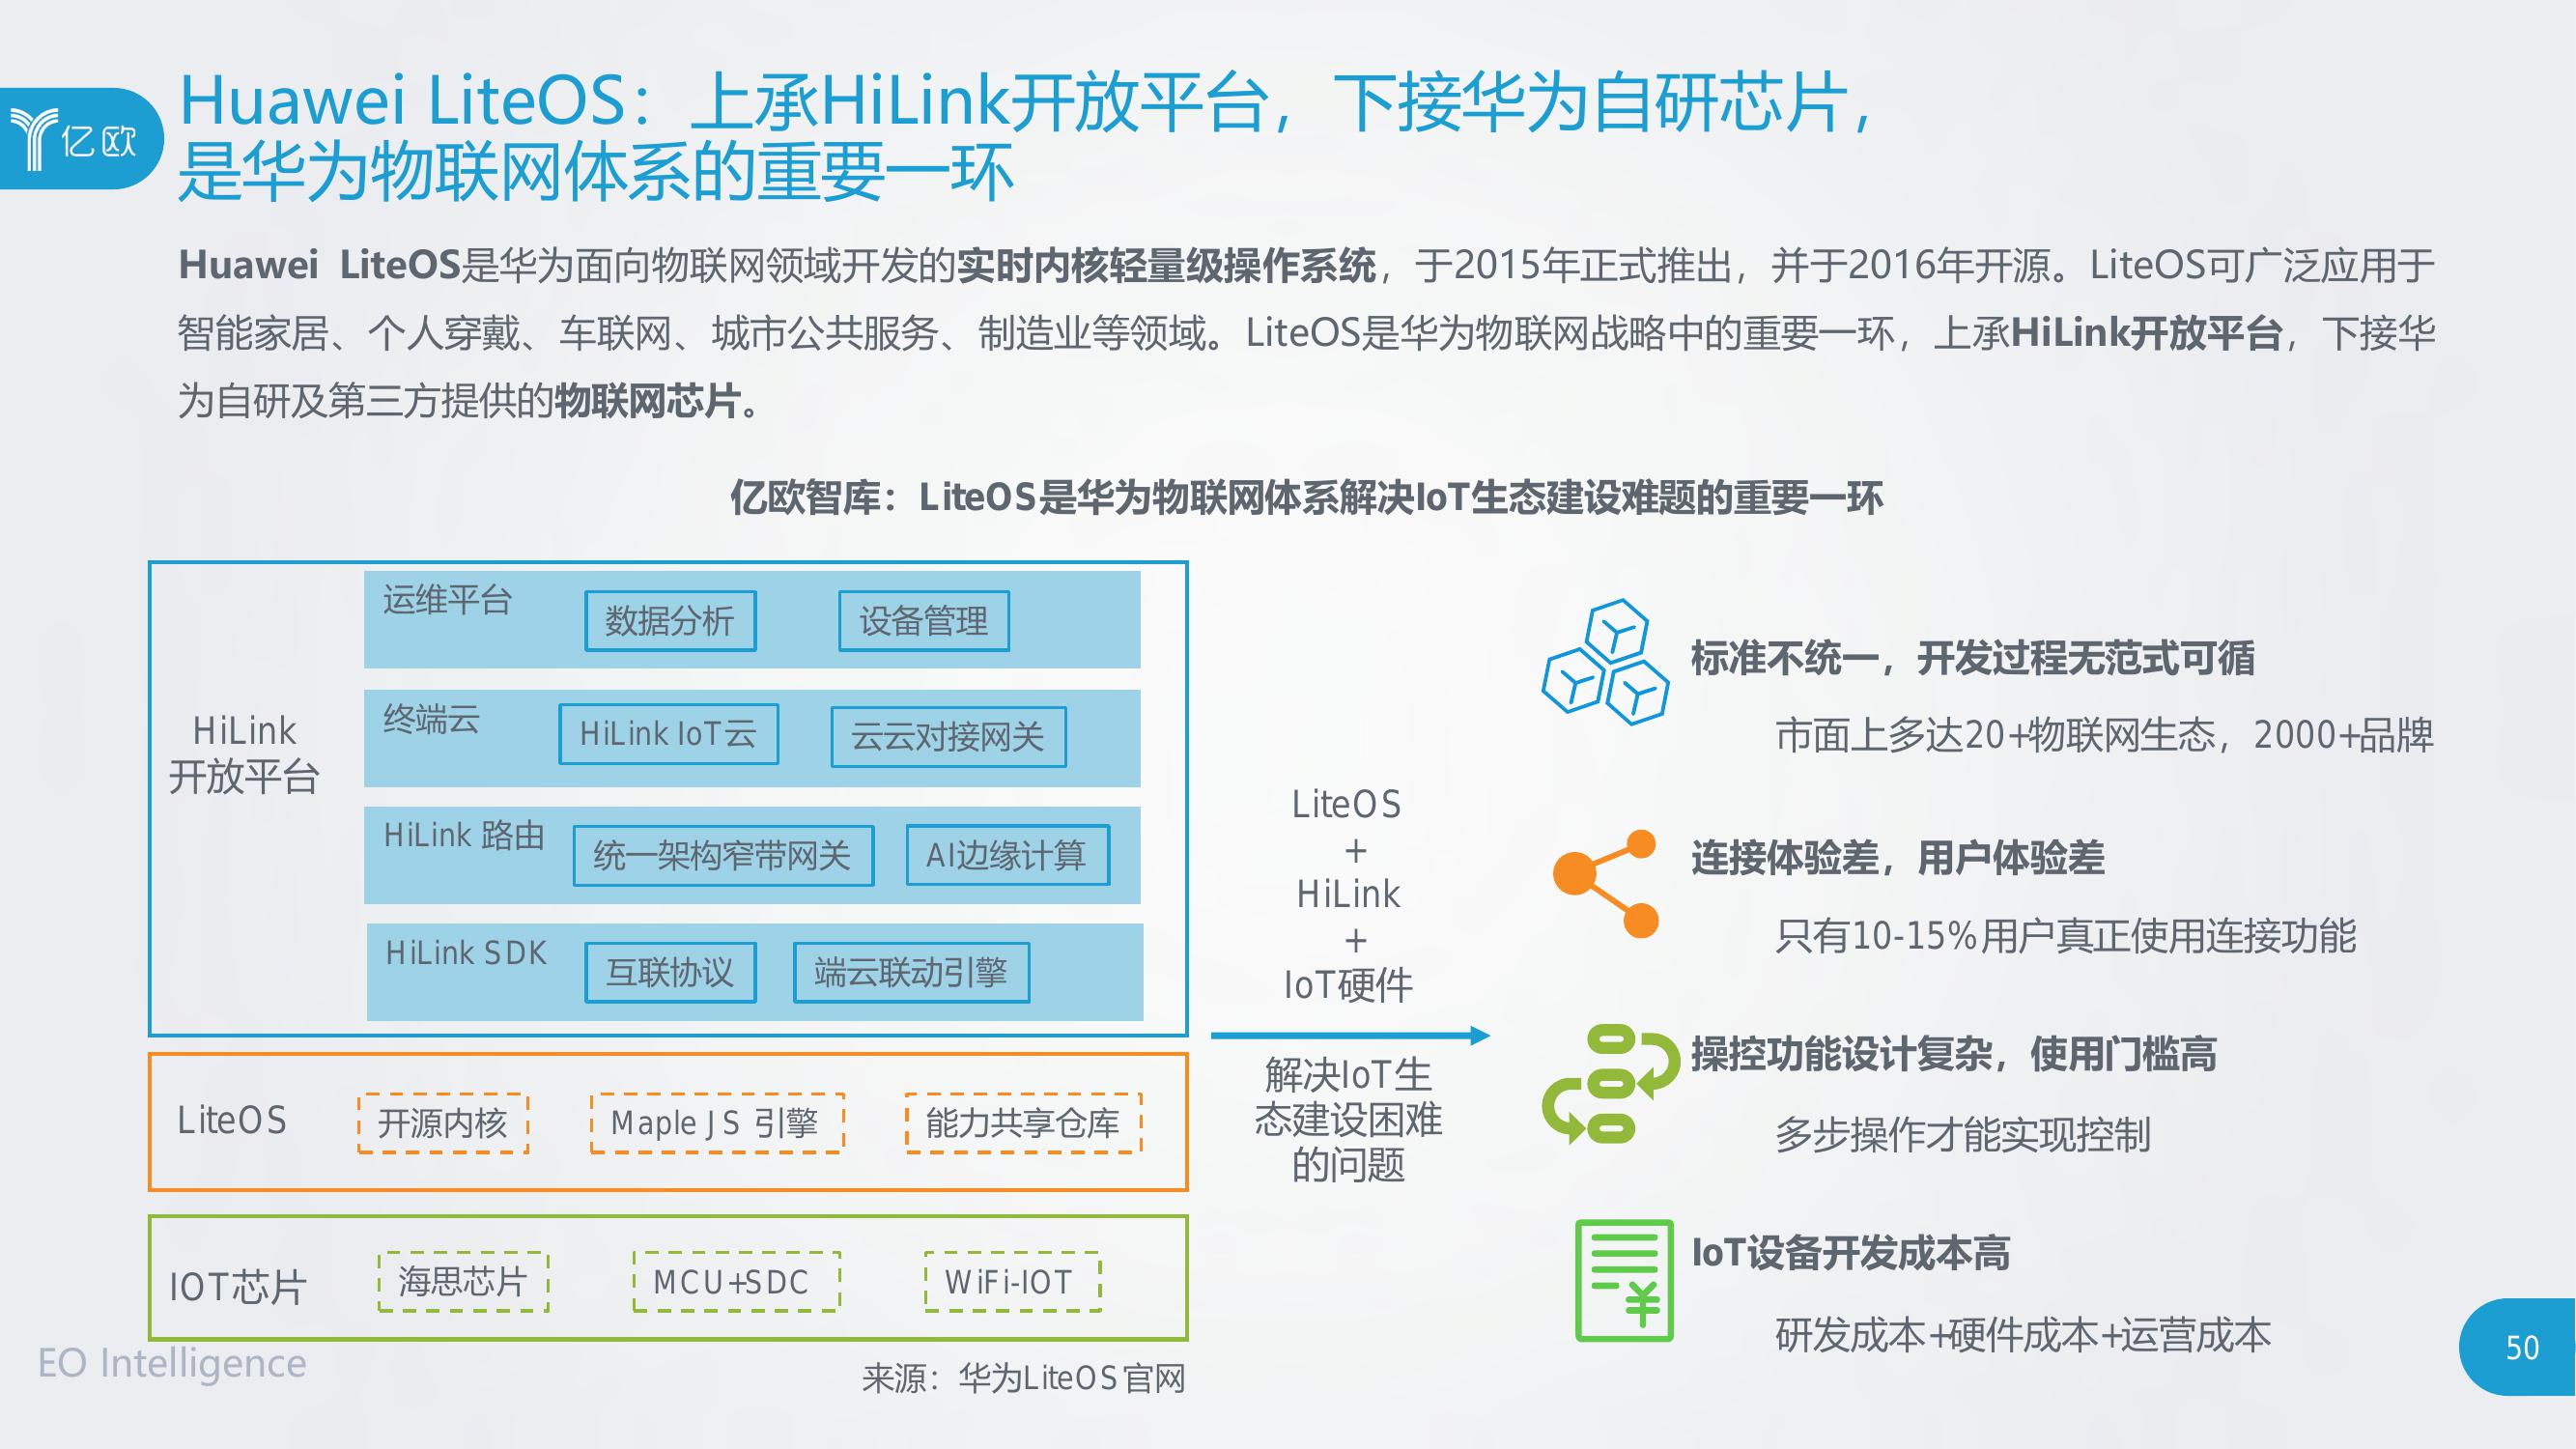 亿欧
Huawei LiteOS：上承HiLink开放平台，下接华为自研芯片，
是华为物联网体系的重要一环
Huawei LiteOS是华为面向物联网领域开发的实时内核轻量级操作系统，于2015年正式推出，并于2016年开源。LiteOS可广泛应用于
智能家居、个人穿戴、车联网、城市公共服务、制造业等领域。LiteOS是华为物联网战略中的重要一环，上承HiLink开放平台，下接华
为自研及第三方提供的物联网芯片。
亿欧智库：LiteOS是华为物联网体系解决IoT生态建设难题的重要一环
HiLink
开放平台
运维平台
数据分析
设备管理
终端云
HiLink IoT云
云云对接网关
HiLink 路由
统一架构窄带网关
AI边缘计算
HiLink SDK
互联协议
端云联动引擎
LiteOS
开源内核
Maple JS 引擎
能力共享仓库
IOT芯片
海思芯片
MCU+SDC
WiFi-IOT
LiteOS
+
HiLink
+
IoT硬件
解决IoT生
态建设困难
的问题
标准不统一，开发过程无范式可循
市面上多达20+物联网生态，2000+品牌
连接体验差，用户体验差
只有10-15%用户真正使用连接功能
操控功能设计复杂，使用门槛高
多步操作才能实现控制
IoT设备开发成本高
研发成本+硬件成本+运营成本
EO Intelligence
来源：华为LiteOS官网
50